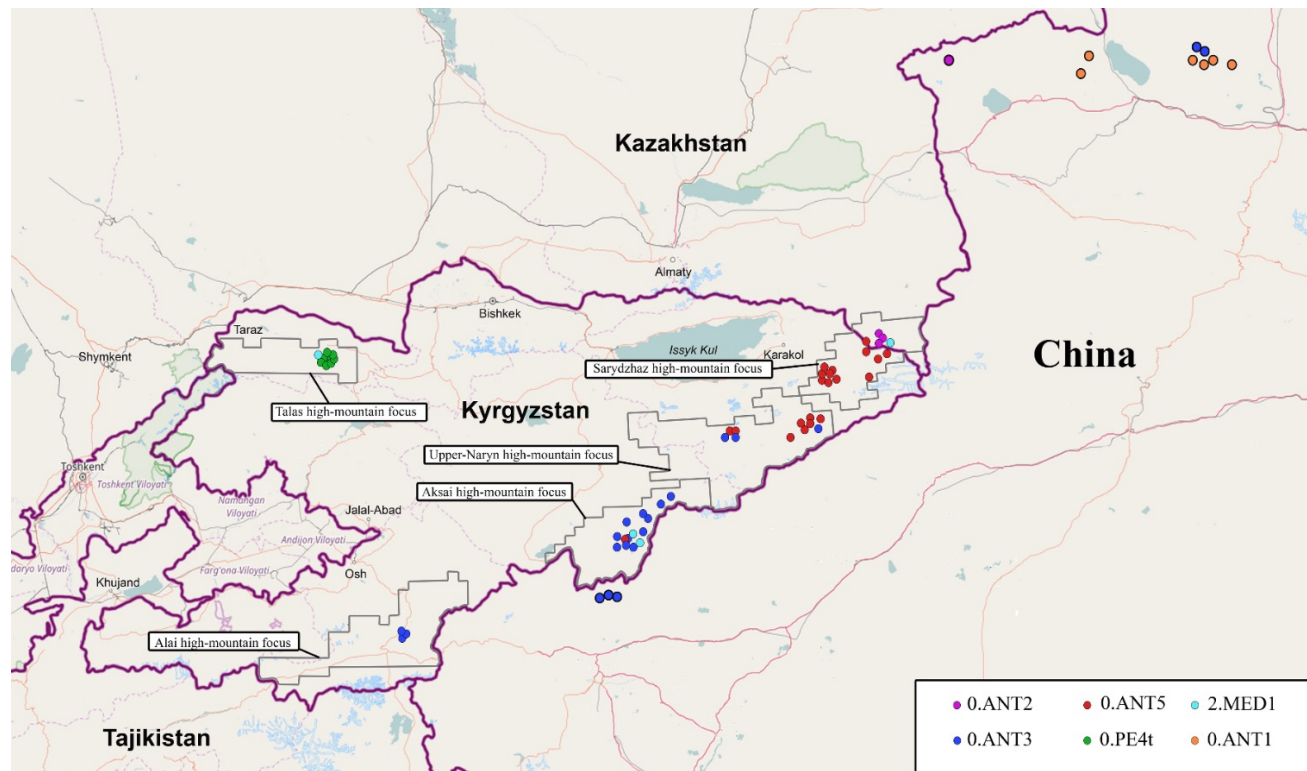 Kazakhstan
Almaty
Bishkek
Taraz
Shymkent
Issyk Kul
Karakol
Sarydzhaz high-mountain focus
China
Talas high-mountain focus
Kyrgyzstan
Upper-Naryn high-mountain focus
Toshkent
Toshkent Viloyati
Aksai high-mountain focus
Namangan
Viloyati
Jalal-Abad
Andijon Viloyati
Farg'ona Viloyati
Osh
daryo Viloyati
Khujand
Alai high-mountain focus
Tajikistan
0.ANT2 0.ANT5 2.MED1
0.ANT3 0.PE4t 0.ANT1